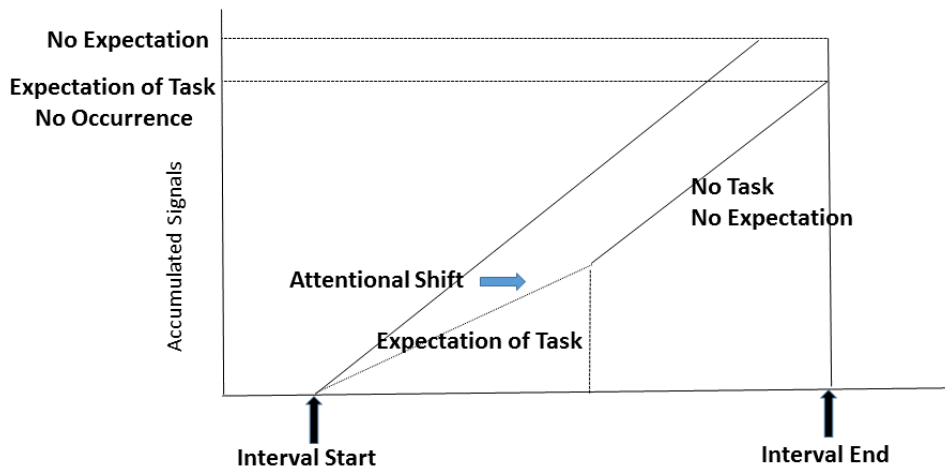 No Expectation
Expectation of Task
No Occurrence
Accumulated Signals
No Task
No Expectation
Attentional Shift
Expectation of Task
Interval Start
Interval End